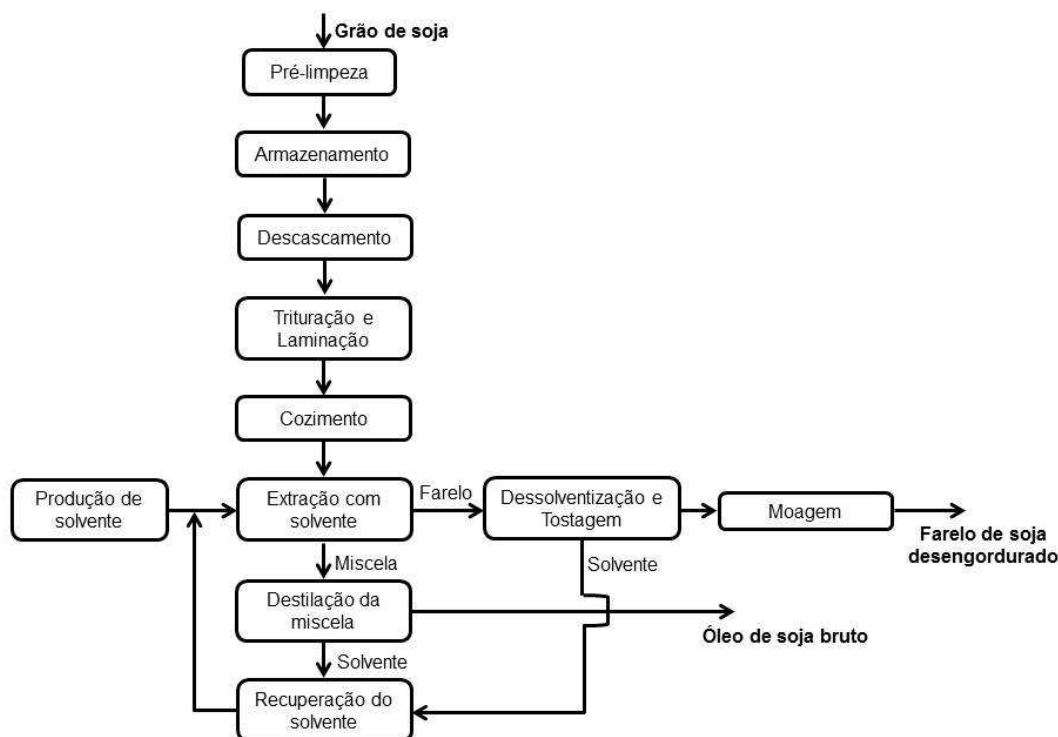 Grão de soja
Pré-limpeza
Armazenamento
Descascamento
Trituração e
Laminação
Cozimento
Produção de
solvente
Extração com
solvente
Farelo
Dessolventização e
Tostagem
Moagem
Farelo de soja
desengordurado
Miscela
Solvente
Destilação da
miscela
Óleo de soja bruto
Solvente
Recuperação do
solvente